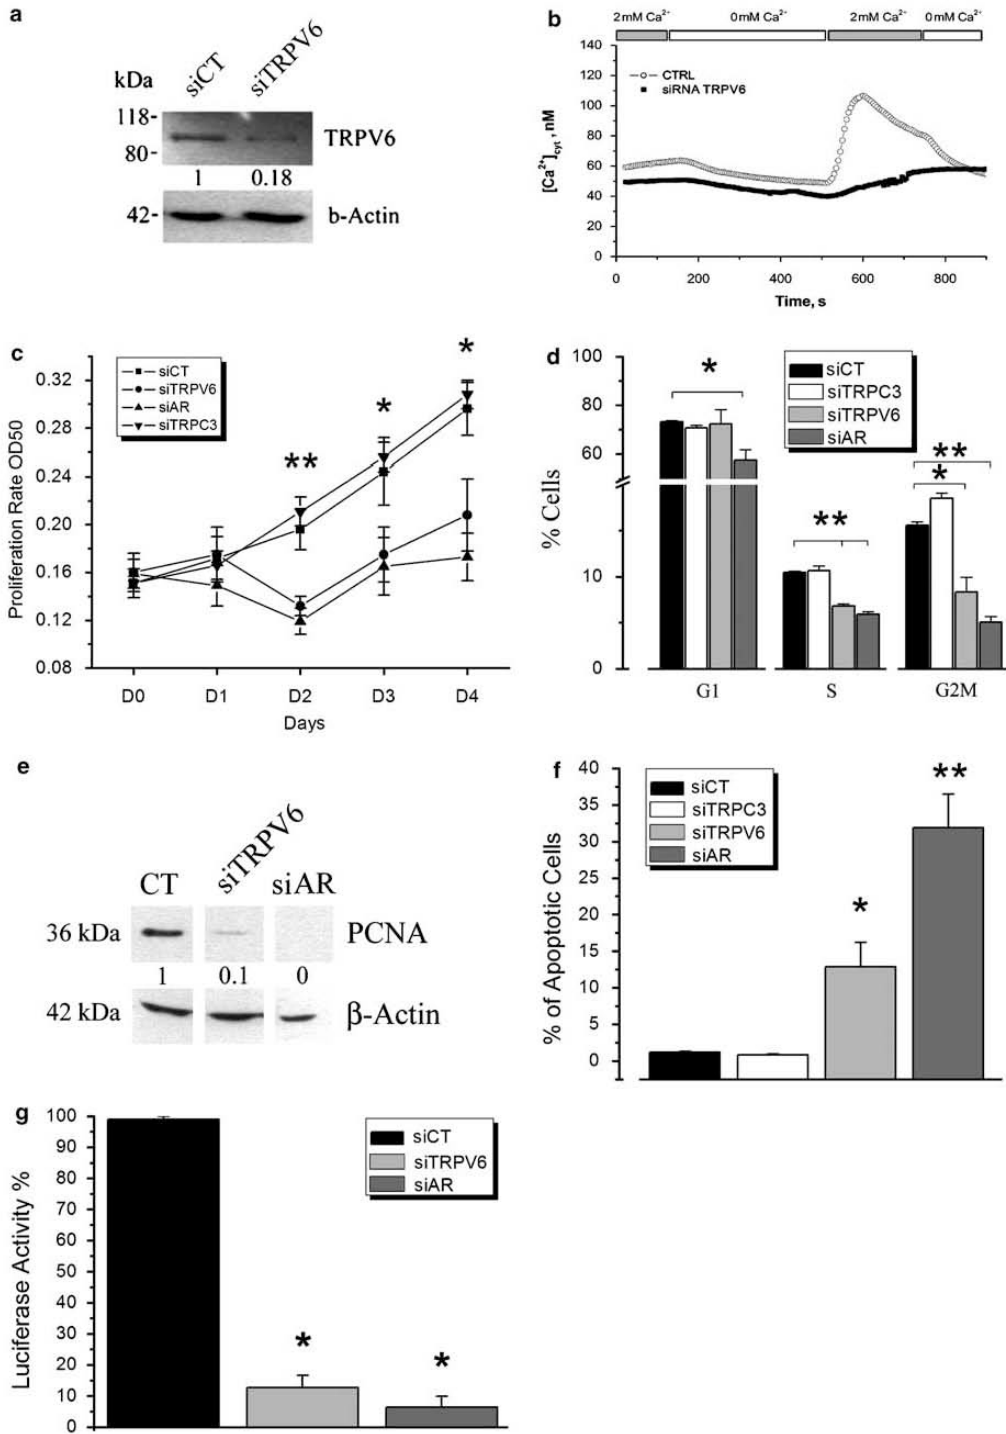 a
siCT
siTRPV6
kDa
118-
80-
TRPV6
1 0.18
42-
b-Actin
b
2mM Ca²⁺ 0mM Ca²⁺ 2mM Ca²⁺ 0mM Ca²⁺
140
120
100
80
60
40
20
0
[Ca²⁺]cyt, nM
CTRL
siRNA TRPV6
0 200 400 600 800
Time, s
c
siCT
siTRPV6
siAR
siTRPC3
0.32
0.28
0.24
0.20
0.16
0.12
0.08
Proliferation Rate OD50
**
*
*
D0 D1 D2 D3 D4
Days
d
siCT
siTRPC3
siTRPV6
siAR
100
80
60
10
0
% Cells
*
**
**
*
G1 S G2M
e
CT siTRPV6 siAR
36 kDa PCNA
1 0.1 0
42 kDa β-Actin
f
siCT
siTRPC3
siTRPV6
siAR
40
35
30
25
20
15
10
5
0
% of Apoptotic Cells
*
**
g
siCT
siTRPV6
siAR
100
90
80
70
60
50
40
30
20
10
0
Luciferase Activity %
*
*